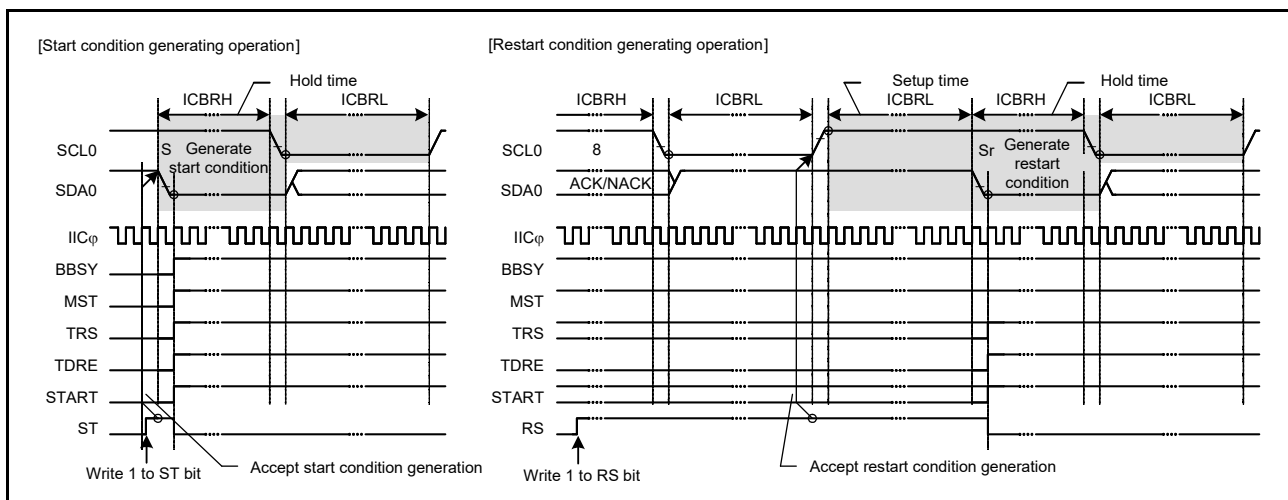 [Start condition generating operation]
[Restart condition generating operation]
Hold time
ICBRH
ICBRL
SCL0
S
Generate start condition
SDA0
IICφ
BBSY
MST
TRS
TDRE
START
ST
Write 1 to ST bit
Accept start condition generation
Setup time
Hold time
ICBRH
ICBRL
ICBRL
ICBRH
ICBRL
SCL0
8
Sr
Generate
restart
condition
SDA0
ACK/NACK
IICφ
BBSY
MST
TRS
TDRE
START
RS
Write 1 to RS bit
Accept restart condition generation